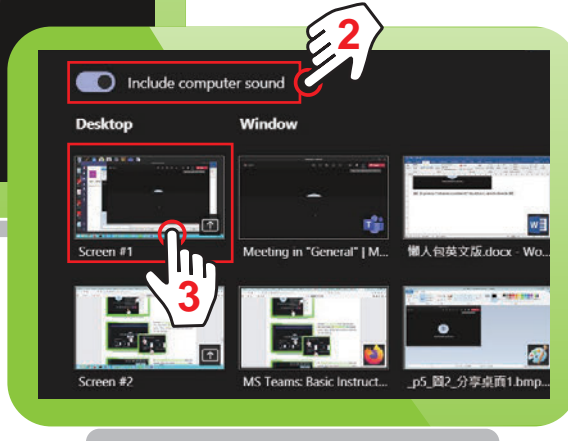 2
Include computer sound
Desktop Window
Screen #1 Meeting in "General" | M... 懶人包英文版.docx - Wo...
3
Screen #2 MS Teams: Basic Instruct... _p5_圖2_分享桌面1.bmp...